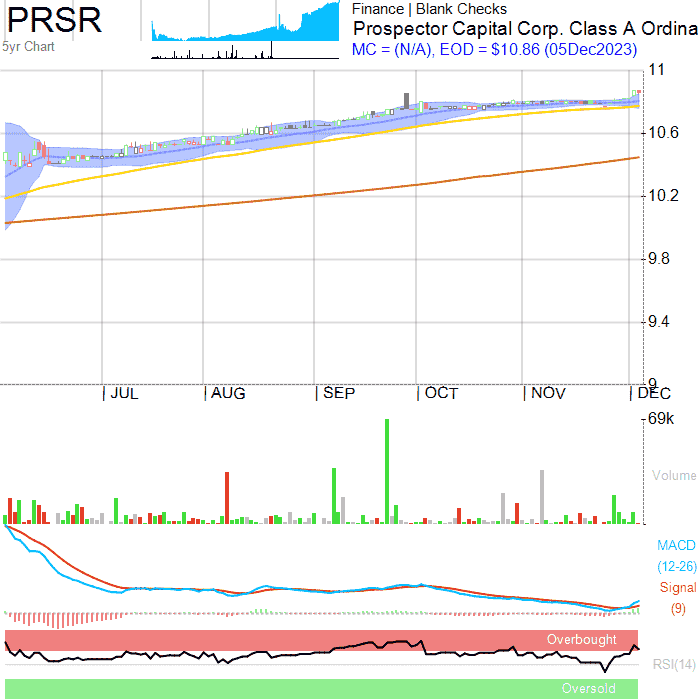 PRSR
5yr Chart
Finance | Blank Checks
Prospector Capital Corp. Class A Ordina
MC = (N/A), EOD = $10.86 (05Dec2023)
11
10.6
10.2
9.8
9.4
9
JUL AUG SEP OCT NOV DEC
69k
Volume
MACD
(12-26)
Signal
(9)
Overbought
RSI(14)
Oversold